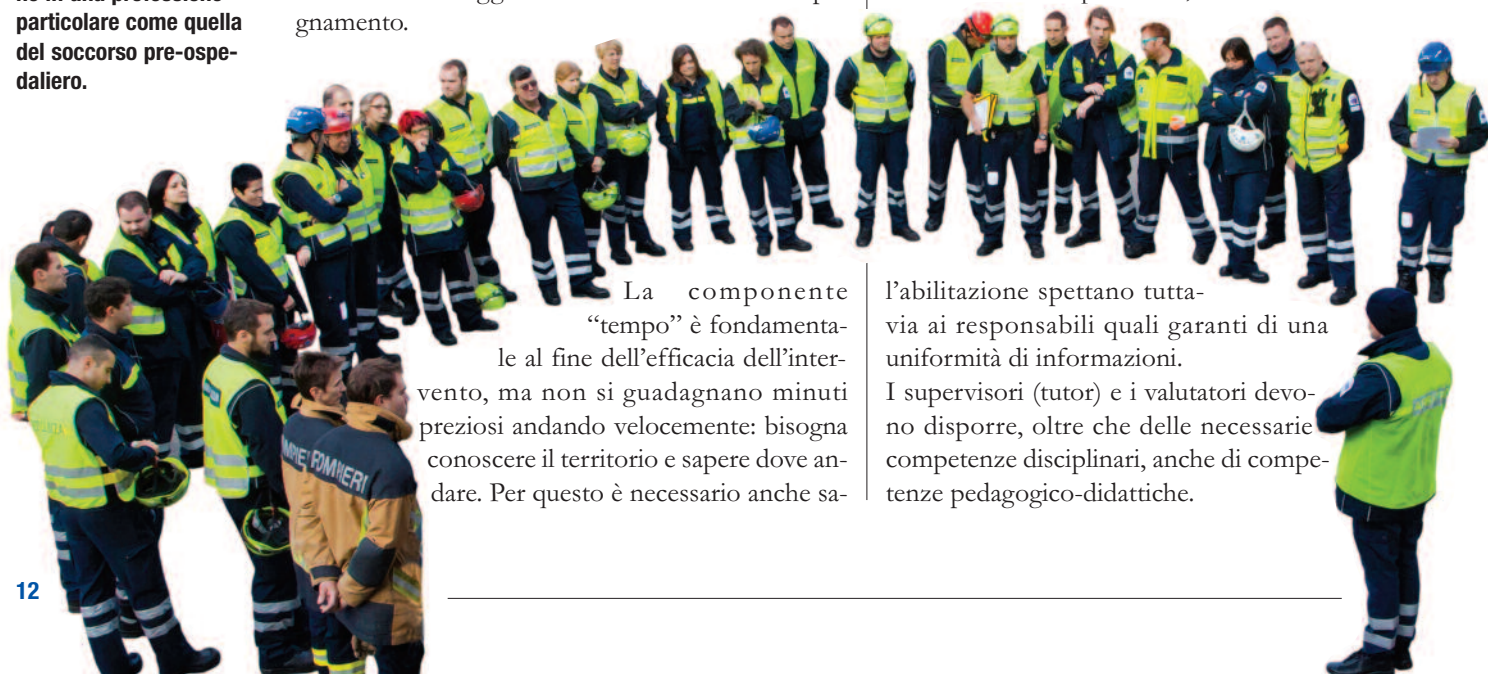 particolare come quella
del soccorso pre-ospe-
daliero.
gnamento.
La componente
“tempo” è fondamenta-
le al fine dell’efficacia dell’inter-
vento, ma non si guadagnano minuti
preziosi andando velocemente: bisogna
conoscere il territorio e sapere dove an-
dare. Per questo è necessario anche sa-
l’abilitazione spettano tutta-
via ai responsabili quali garanti di una
uniformità di informazioni.
I supervisori (tutor) e i valutatori devo-
no disporre, oltre che delle necessarie
competenze disciplinari, anche di compe-
tenze pedagogico-didattiche.
POMPIERI
12